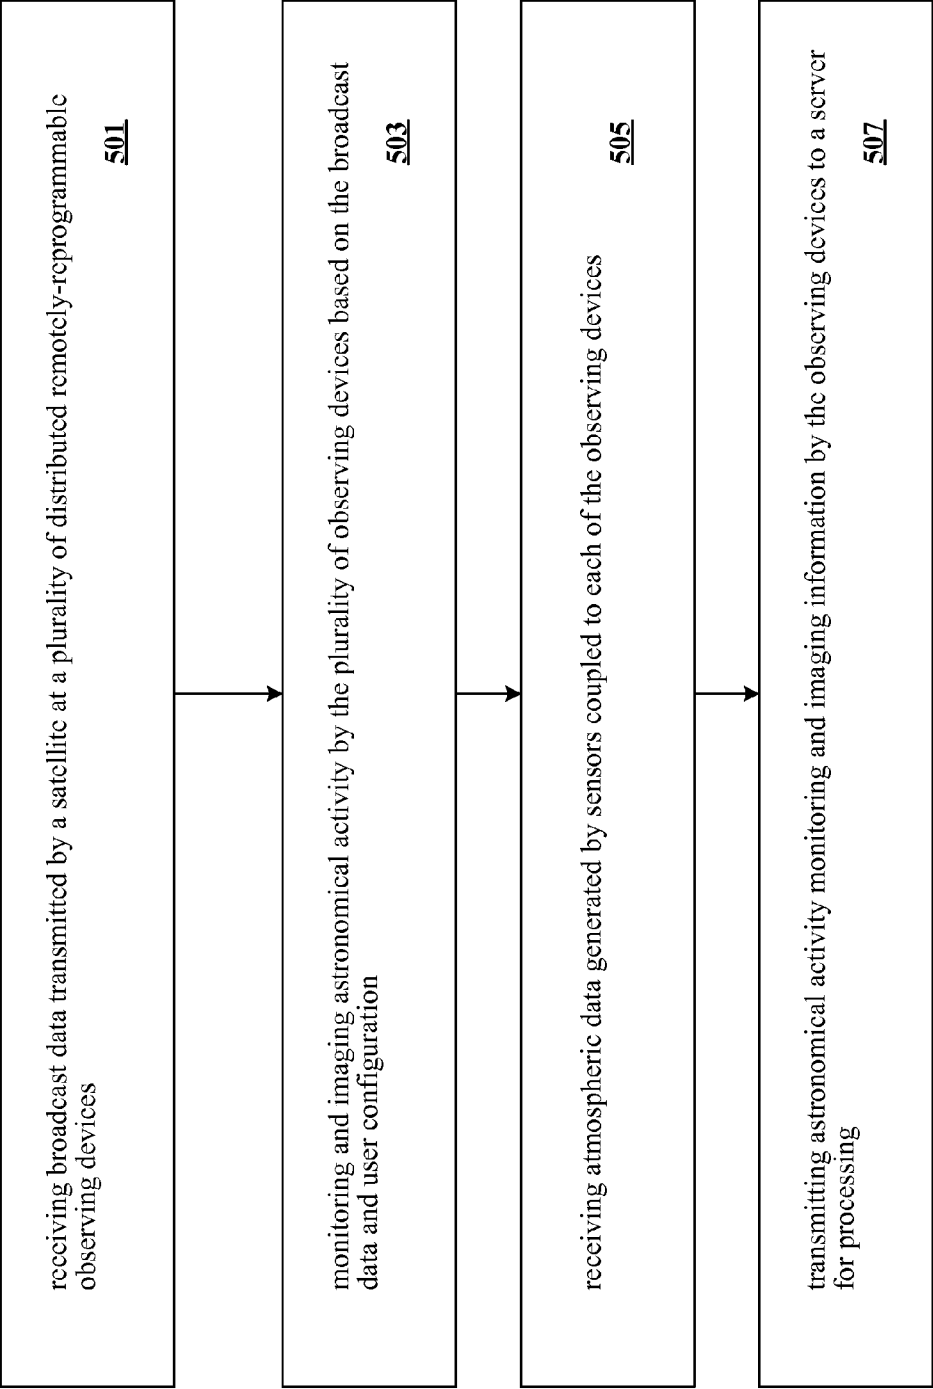 receiving broadcast data transmitted by a satellite at a plurality of distributed remotely-reprogrammable
observing devices
501
monitoring and imaging astronomical activity by the plurality of observing devices based on the broadcast
data and user configuration
503
receiving atmospheric data generated by sensors coupled to each of the observing devices
505
transmitting astronomical activity monitoring and imaging information by the observing devices to a server
for processing
507